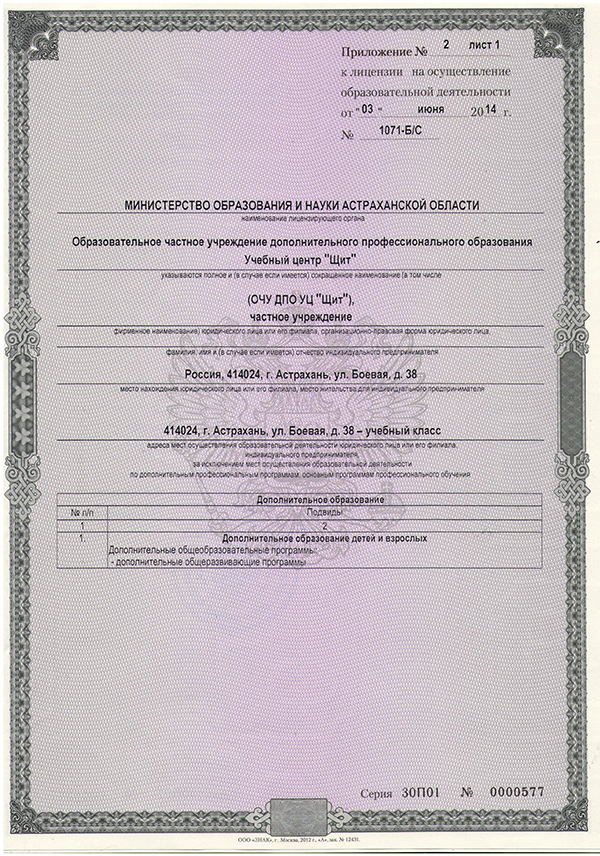 Приложение № 2 лист 1
к лицензии на осуществление
образовательной деятельности
от "03" июня 2014 г.
№ 1071-Б/С
МИНИСТЕРСТВО ОБРАЗОВАНИЯ И НАУКИ АСТРАХАНСКОЙ ОБЛАСТИ
наименование лицензирующего органа
Образовательное частное учреждение дополнительного профессионального образования
Учебный центр "Щит"
указываются полное и (в случае если имеется) сокращенное наименование (в том числе
(ОЧУ ДПО УЦ "Щит"),
частное учреждение
фирменное наименование) юридического лица или его филиала, организационно-правовая форма юридического лица,
фамилия, имя и (в случае если имеется) отчество индивидуального предпринимателя
Россия, 414024, г. Астрахань, ул. Боевая, д. 38
место нахождения юридического лица или его филиала, место жительства для индивидуального предпринимателя
414024, г. Астрахань, ул. Боевая, д. 38 – учебный класс
адреса мест осуществления образовательной деятельности юридического лица или его филиала,
индивидуального предпринимателя,
за исключением мест осуществления образовательной деятельности
по дополнительным профессиональным программам, основным программам профессионального обучения
Дополнительное образование
№ п/п Подвиды
1 2
1. Дополнительное образование детей и взрослых
Дополнительные общеобразовательные программы:
- дополнительные общеразвивающие программы
Серия 30П01 № 0000577
ООО «ЗНАК», г. Москва, 2012 г., «А», зак. № 12431.